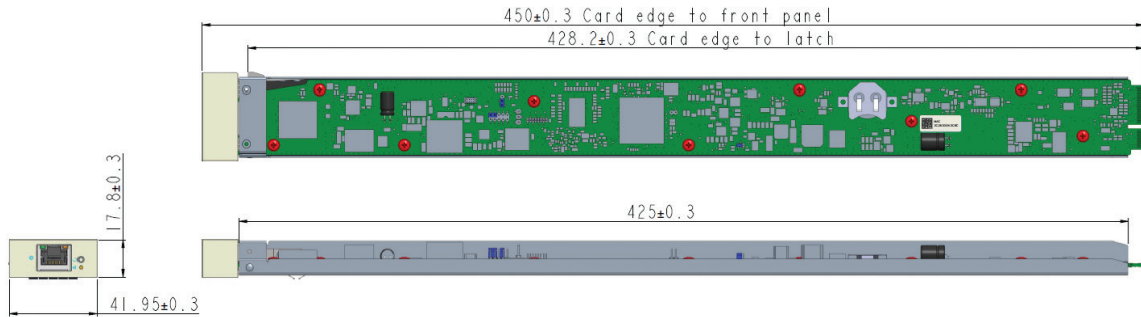 450±0.3 Card edge to front panel
428.2±0.3 Card edge to latch
17.8±0.3
425±0.3
41.95±0.3